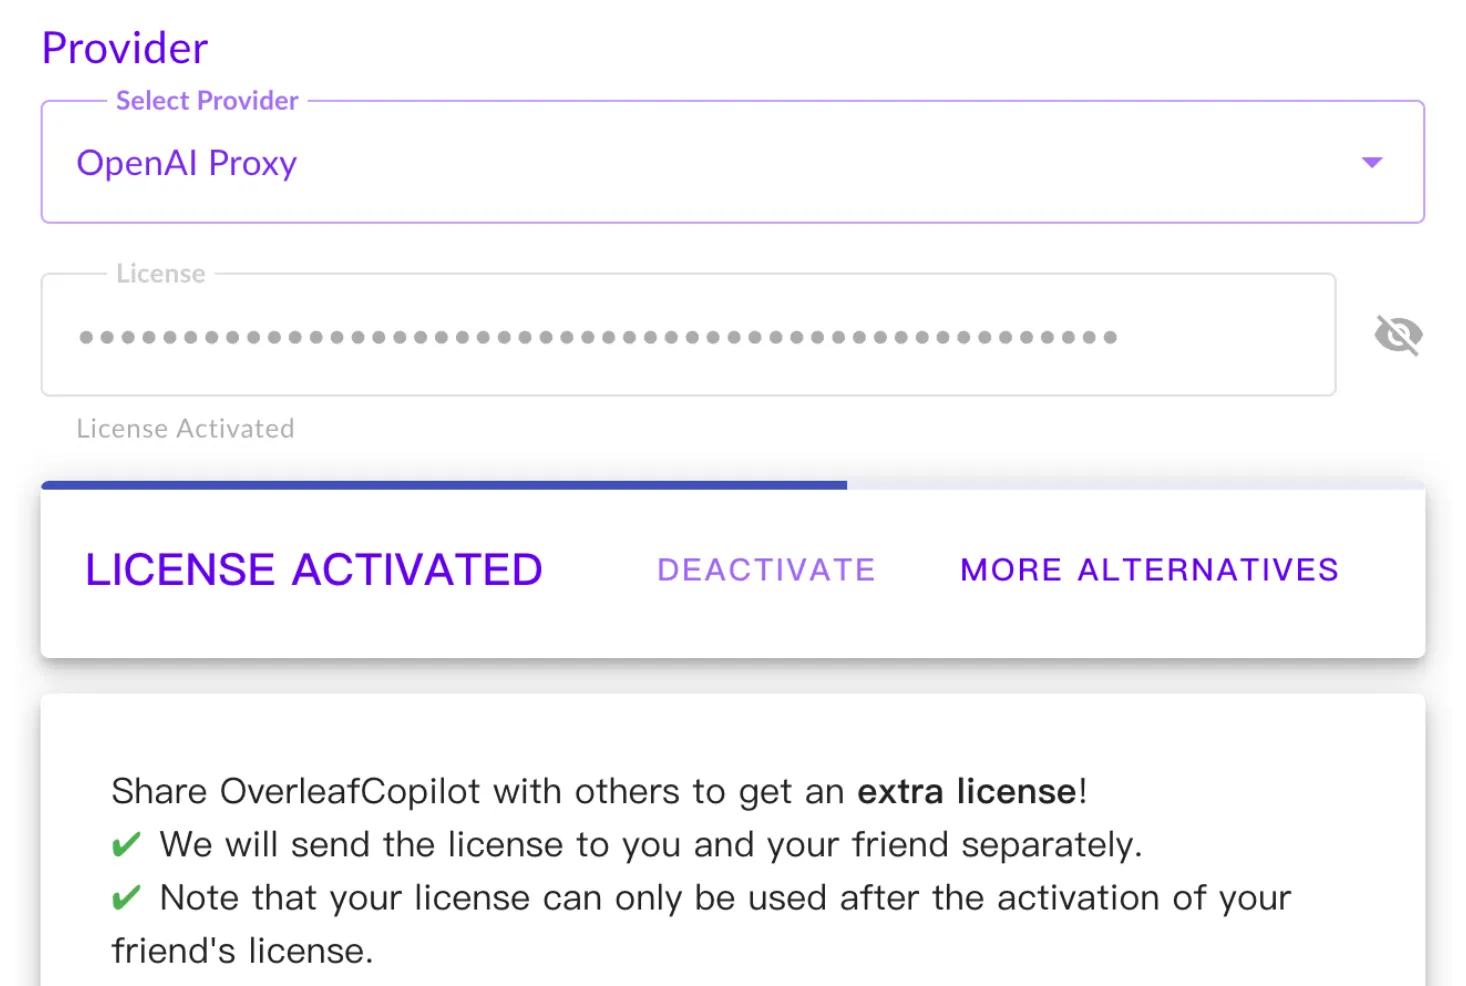 Provider
Select Provider
OpenAI Proxy
License
••••••••••••••••••••••••••••••••••••••••••••••••••
License Activated
LICENSE ACTIVATED DEACTIVATE MORE ALTERNATIVES
Share OverleafCopilot with others to get an extra license!
✔ We will send the license to you and your friend separately.
✔ Note that your license can only be used after the activation of your
friend's license.